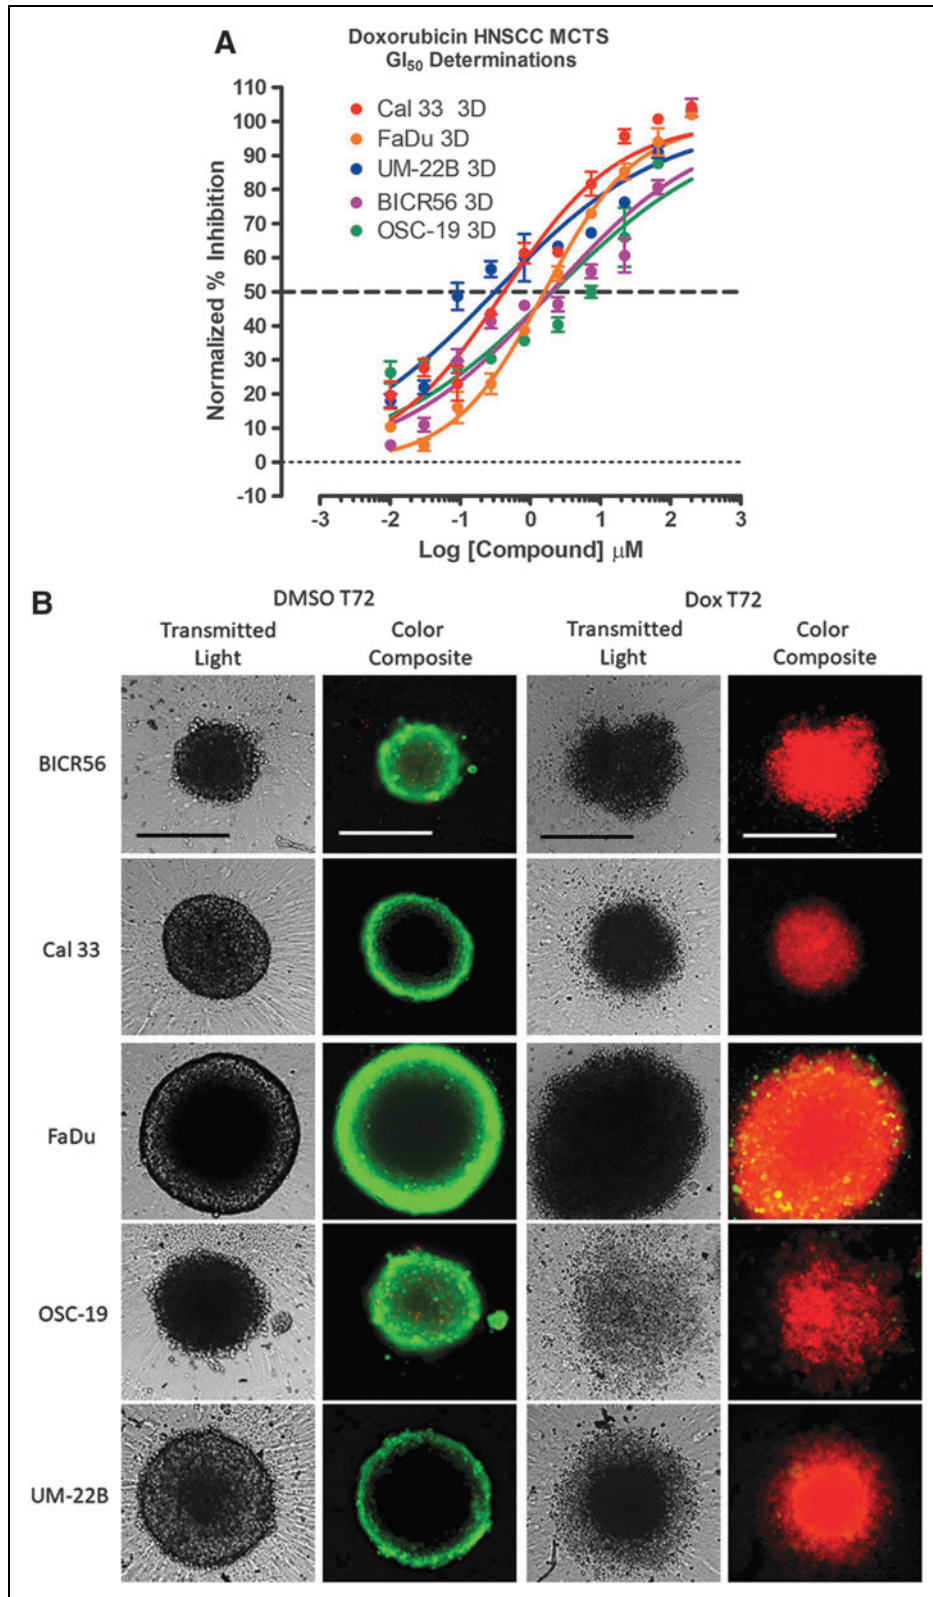 A
Doxorubicin HNSCC MCTS
GI50 Determinations
110
100
90
80
70
60
50
40
30
20
10
0
-10
Normalized % Inhibition
Cal 33 3D
FaDu 3D
UM-22B 3D
BICR56 3D
OSC-19 3D
-3 -2 -1 0 1 2 3
Log [Compound] μM
B
DMSO T72 Dox T72
Transmitted Light Color Composite Transmitted Light Color Composite
BICR56
Cal 33
FaDu
OSC-19
UM-22B